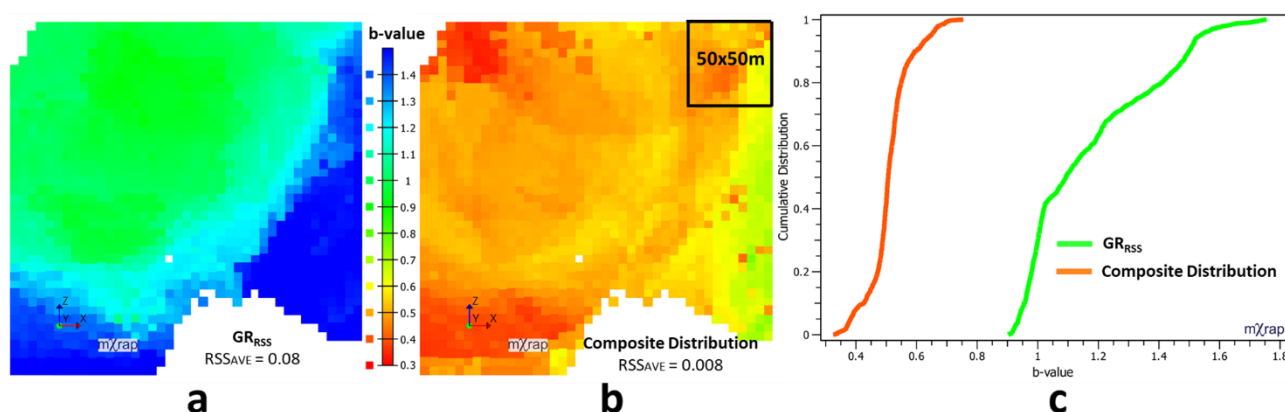 b-value
1.4
1.3
1.2
1.1
1
0.9
0.8
0.7
0.6
0.5
0.4
0.3
Z
Y
X
mχrap
GRRSS
RSSAVE = 0.08
a
50x50m
Z
Y
X
mχrap
Composite Distribution
RSSAVE = 0.008
b
Cumulative Distribution
1
0.8
0.6
0.4
0.2
0
GRRSS
Composite Distribution
mχrap
0.4
0.6
0.8
1
1.2
1.4
1.6
1.8
b-value
c